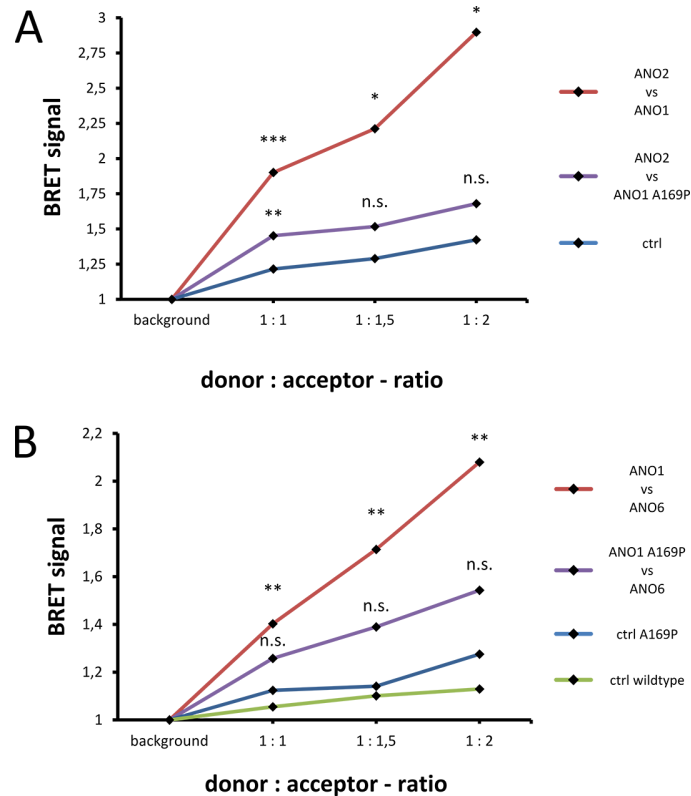 A
BRET signal
3
2,75
2,5
2,25
2
1,75
1,5
1,25
1
***
*
*
**
n.s.
n.s.
background
1 : 1
1 : 1,5
1 : 2
donor : acceptor - ratio
ANO2
vs
ANO1
ANO2
vs
ANO1 A169P
ctrl
B
BRET signal
2,2
2
1,8
1,6
1,4
1,2
1
**
**
**
n.s.
n.s.
n.s.
background
1 : 1
1 : 1,5
1 : 2
donor : acceptor - ratio
ANO1
vs
ANO6
ANO1 A169P
vs
ANO6
ctrl A169P
ctrl wildtype